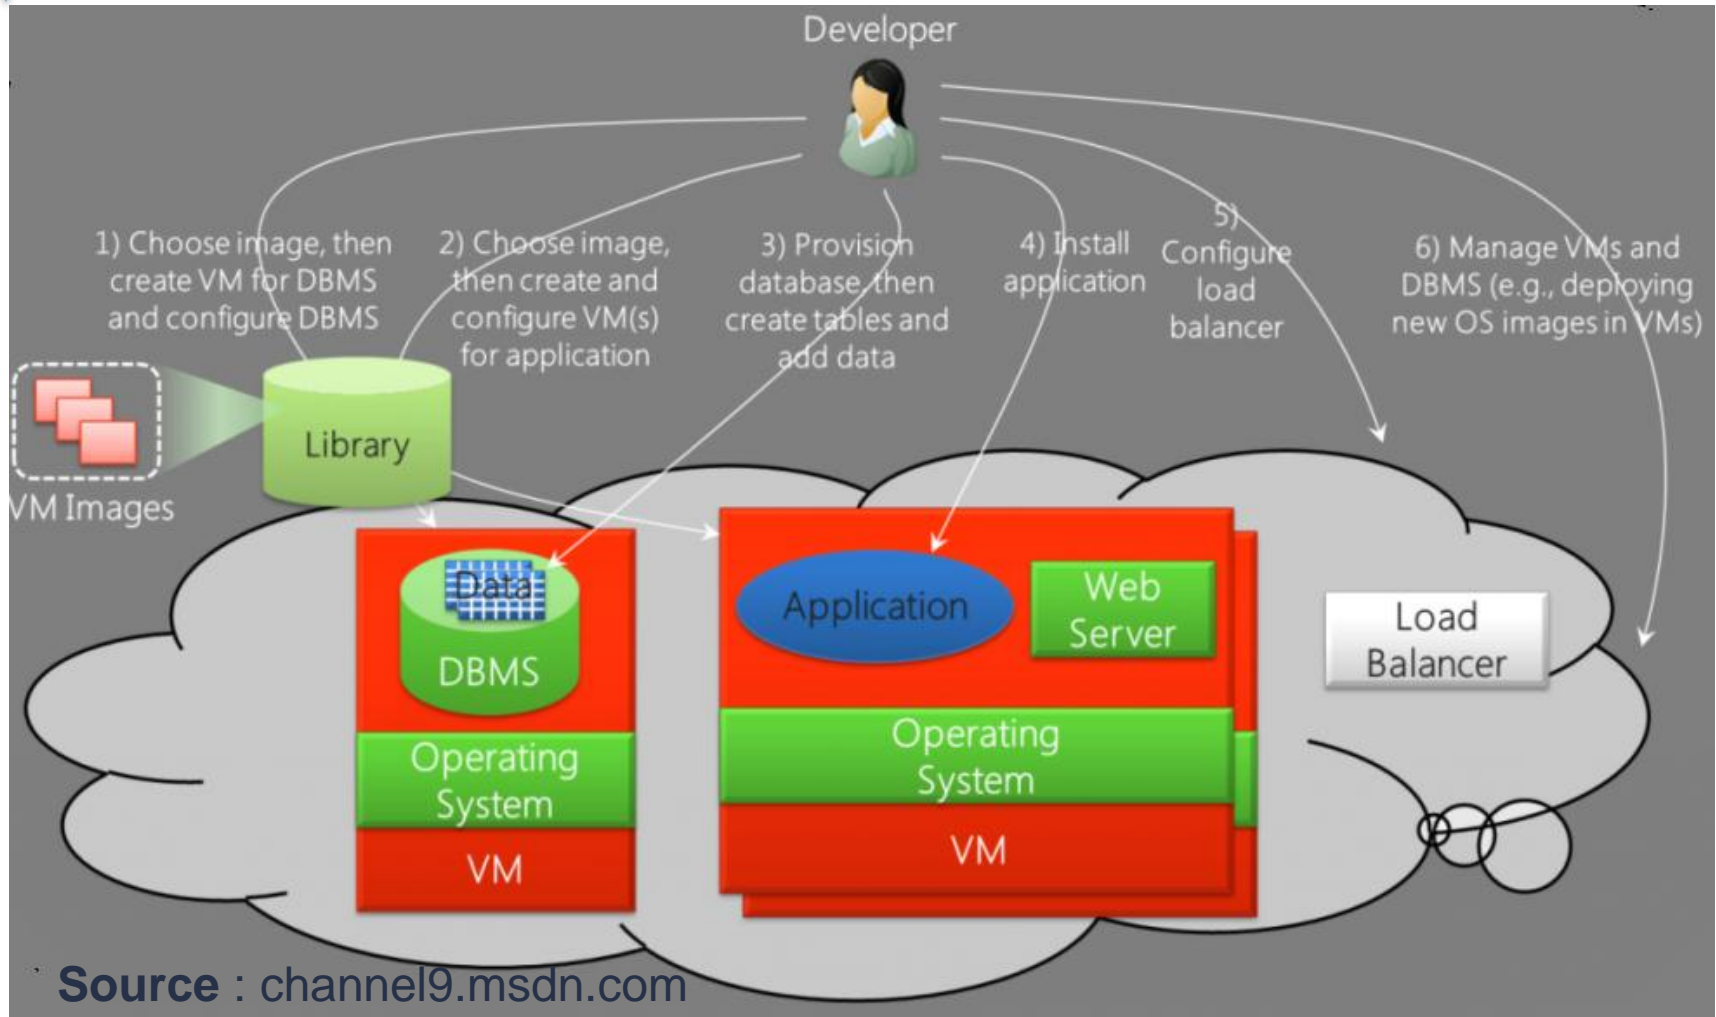 Developer
1) Choose image, then
create VM for DBMS
and configure DBMS
2) Choose image,
then create and
configure VM(s)
for application
3) Provision
database, then
create tables and
add data
4) Install
application
5)
Configure
load
balancer
6) Manage VMs and
DBMS (e.g., deploying
new OS images in VMs)
Library
VM Images
Data
DBMS
Operating
System
VM
Application
Web
Server
Operating
System
VM
Load
Balancer
Source : channel9.msdn.com